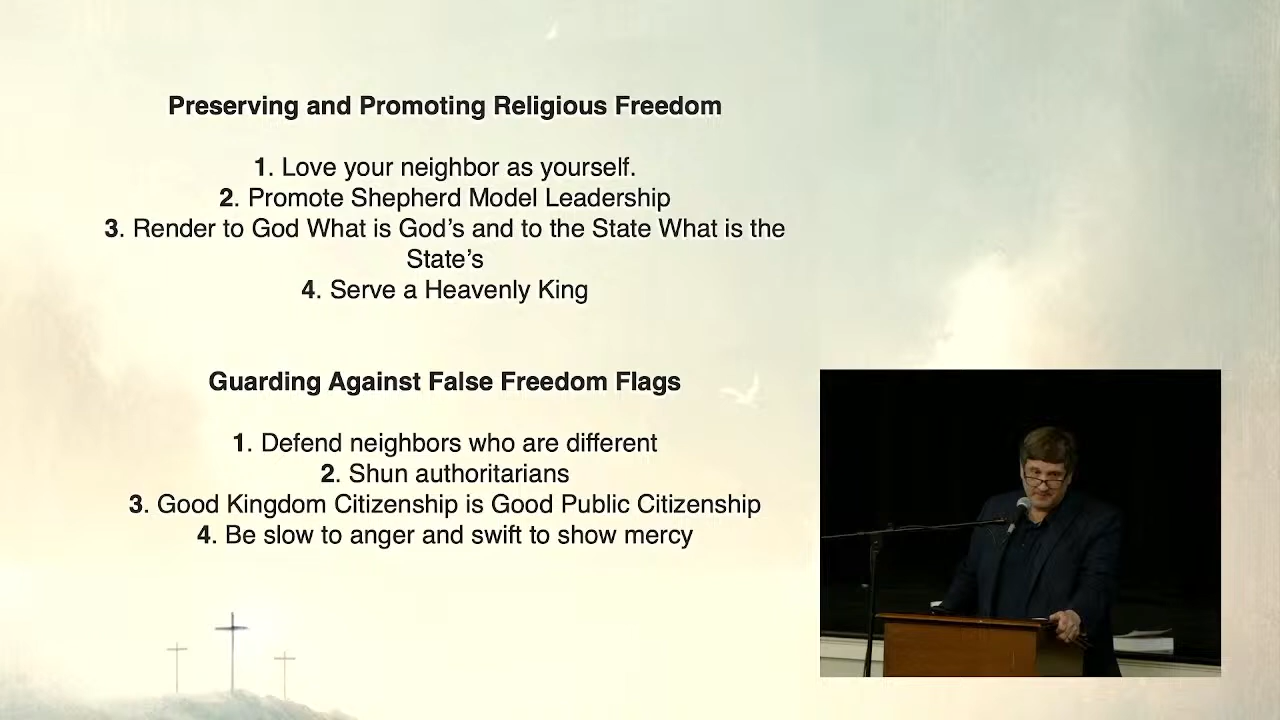 Preserving and Promoting Religious Freedom
1. Love your neighbor as yourself.
2. Promote Shepherd Model Leadership
3. Render to God What is God’s and to the State What is the
State’s
4. Serve a Heavenly King
Guarding Against False Freedom Flags
1. Defend neighbors who are different
2. Shun authoritarians
3. Good Kingdom Citizenship is Good Public Citizenship
4. Be slow to anger and swift to show mercy